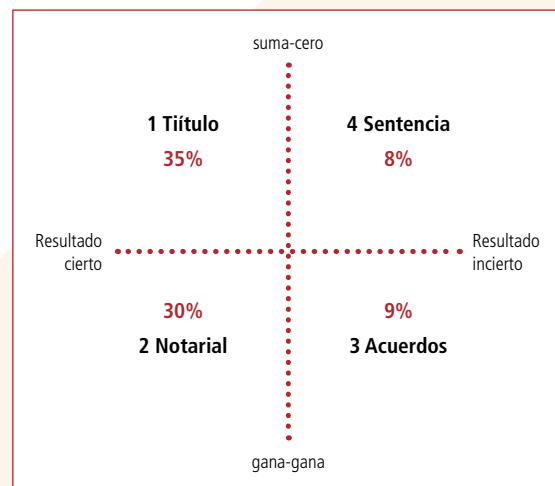 suma-cero
1 Tiítulo
35%
4 Sentencia
8%
Resultado
cierto
Resultado
incierto
30%
2 Notarial
9%
3 Acuerdos
gana-gana